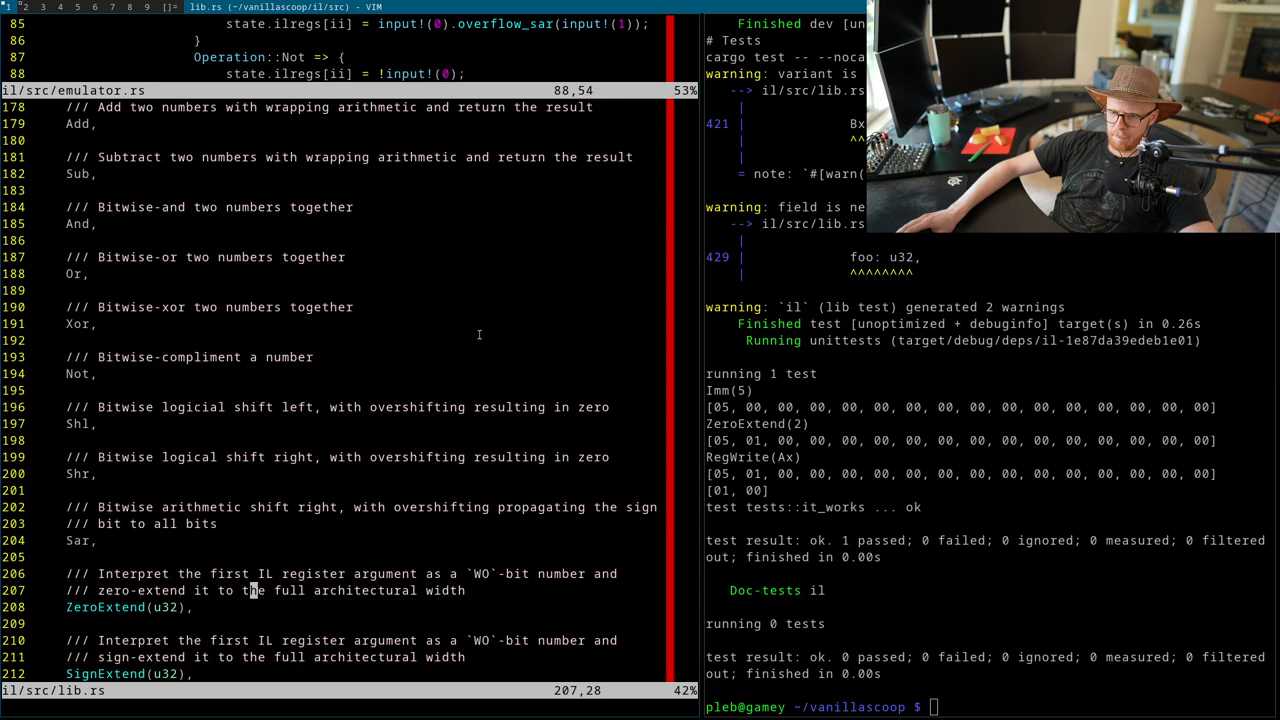 1 2 3 4 5 6 7 8 9 []= lib.rs (~/vanillascoop/il/src) - VIM
85 state.ilregs[ii] = input!(0).overflow_sar(input!(1));
86 }
87 Operation::Not => {
88 state.ilregs[ii] = !input!(0);
il/src/emulator.rs 88,54 53%
178 /// Add two numbers with wrapping arithmetic and return the result
179 Add,
180
181 /// Subtract two numbers with wrapping arithmetic and return the result
182 Sub,
183
184 /// Bitwise-and two numbers together
185 And,
186
187 /// Bitwise-or two numbers together
188 Or,
189
190 /// Bitwise-xor two numbers together
191 Xor,
192
193 /// Bitwise-compliment a number
194 Not,
195
196 /// Bitwise logicial shift left, with overshifting resulting in zero
197 Shl,
198
199 /// Bitwise logical shift right, with overshifting resulting in zero
200 Shr,
201
202 /// Bitwise arithmetic shift right, with overshifting propagating the sign
203 /// bit to all bits
204 Sar,
205
206 /// Interpret the first IL register argument as a `WO`-bit number and
207 /// zero-extend it to the full architectural width
208 ZeroExtend(u32),
209
210 /// Interpret the first IL register argument as a `WO`-bit number and
211 /// sign-extend it to the full architectural width
212 SignExtend(u32),
il/src/lib.rs 207,28 42%
Finished dev [un
# Tests
cargo test -- --noca
warning: variant is
--> il/src/lib.rs
|
421 | Bx
| ^^
|
= note: `#[warn(
warning: field is ne
--> il/src/lib.rs
|
429 | foo: u32,
| ^^^^^^^^
warning: `il` (lib test) generated 2 warnings
Finished test [unoptimized + debuginfo] target(s) in 0.26s
Running unittests (target/debug/deps/il-1e87da39edeb1e01)
running 1 test
Imm(5)
[05, 00, 00, 00, 00, 00, 00, 00, 00, 00, 00, 00, 00, 00, 00, 00]
ZeroExtend(2)
[05, 01, 00, 00, 00, 00, 00, 00, 00, 00, 00, 00, 00, 00, 00, 00]
RegWrite(Ax)
[05, 01, 00, 00, 00, 00, 00, 00, 00, 00, 00, 00, 00, 00, 00, 00]
[01, 00]
test tests::it_works ... ok
test result: ok. 1 passed; 0 failed; 0 ignored; 0 measured; 0 filtered
out; finished in 0.00s
Doc-tests il
running 0 tests
test result: ok. 0 passed; 0 failed; 0 ignored; 0 measured; 0 filtered
out; finished in 0.00s
pleb@gamey ~/vanillascoop $